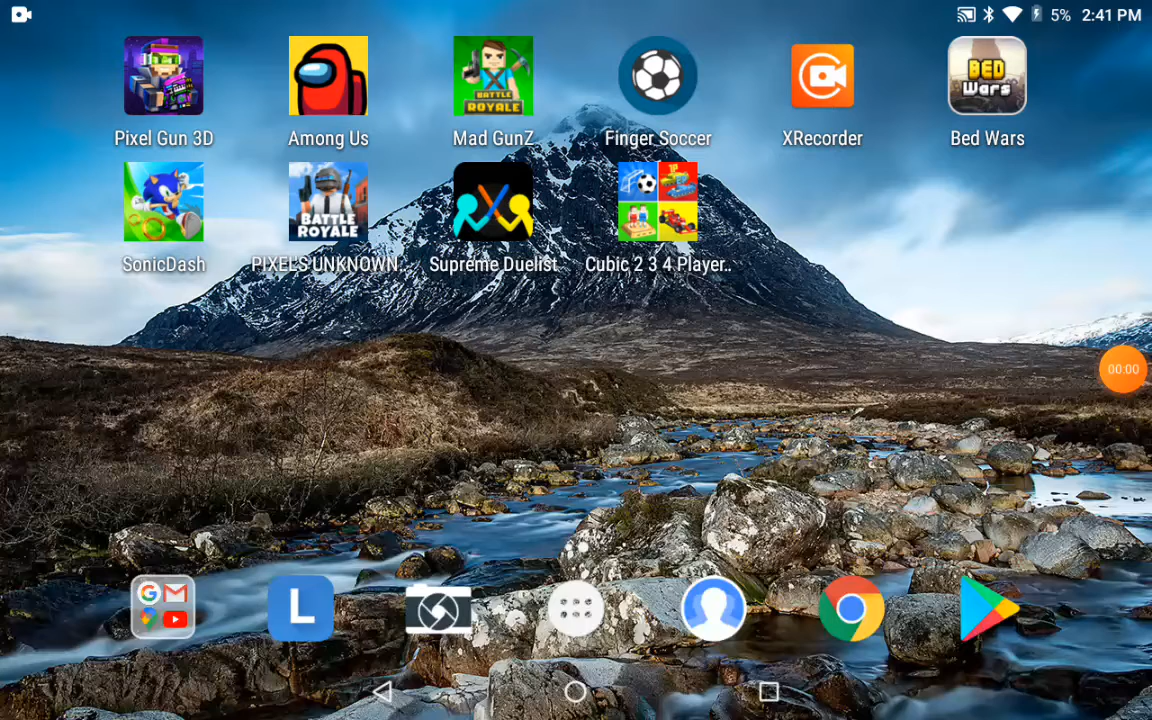 5% 2:41 PM
BATTLE
ROYALE
BED
Wars
Pixel Gun 3D
Among Us
Mad GunZ
Finger Soccer
XRecorder
Bed Wars
BATTLE
ROYALE
SonicDash
PIXEL'S UNKNOWN..
Supreme Duelist..
Cubic 2 3 4 Player..
00:00
G
L